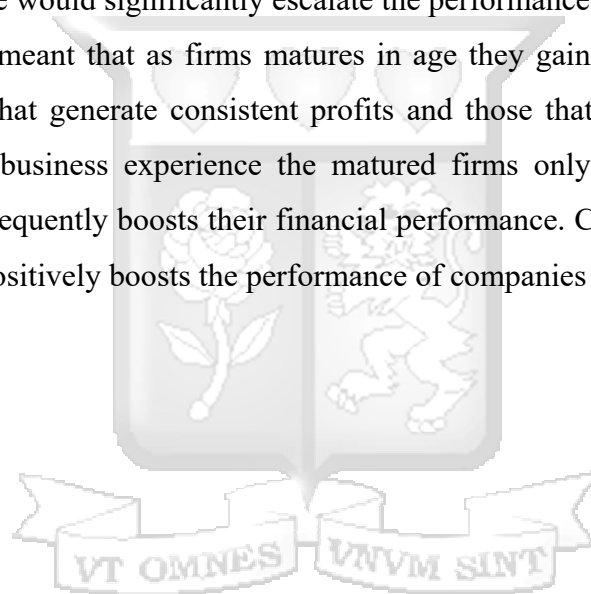 would significantly escalate the performance
meant that as firms matures in age they gain
hat generate consistent profits and those that
business experience the matured firms only
equently boosts their financial performance. C
ositively boosts the performance of companies
VT OMNES VNVM SINT